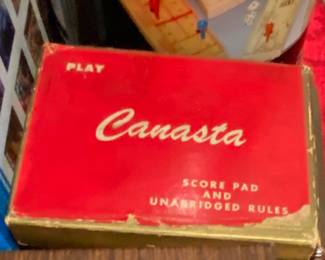 PLAY
Canasta
SCORE PAD
AND
UNABRIDGED RULES